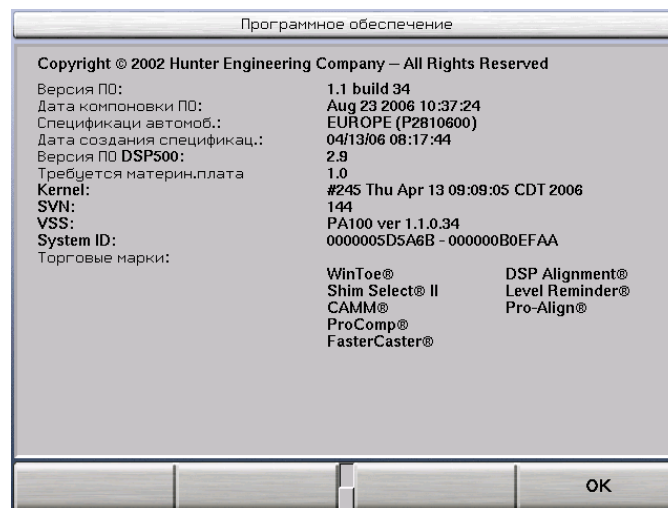 Программное обеспечение
Copyright © 2002 Hunter Engineering Company – All Rights Reserved
Версия ПО: 1.1 build 34
Дата компоновки ПО: Aug 23 2006 10:37:24
Спецификаци автомоб.: EUROPE (P2810600)
Дата создания спецификац.: 04/13/06 08:17:44
Версия ПО DSP500: 2.9
Требуется материн.плата 1.0
Kernel: #245 Thu Apr 13 09:09:05 CDT 2006
SVN: 144
VSS: PA100 ver 1.1.0.34
System ID: 0000005D5A6B - 000000B0EFAA
Торговые марки:
WinToe® DSP Alignment®
Shim Select® II Level Reminder®
CAMM® Pro-Align®
ProComp®
FasterCaster®
OK